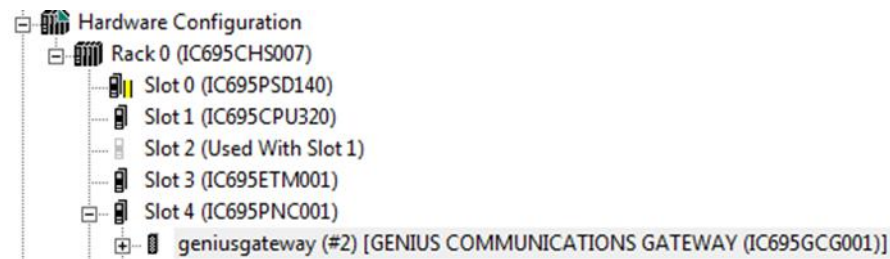 Hardware Configuration
Rack 0 (IC695CHS007)
Slot 0 (IC695PSD140)
Slot 1 (IC695CPU320)
Slot 2 (Used With Slot 1)
Slot 3 (IC695ETM001)
Slot 4 (IC695PNC001)
geniusgateway (#2) [GENIUS COMMUNICATIONS GATEWAY (IC695GCG001)]